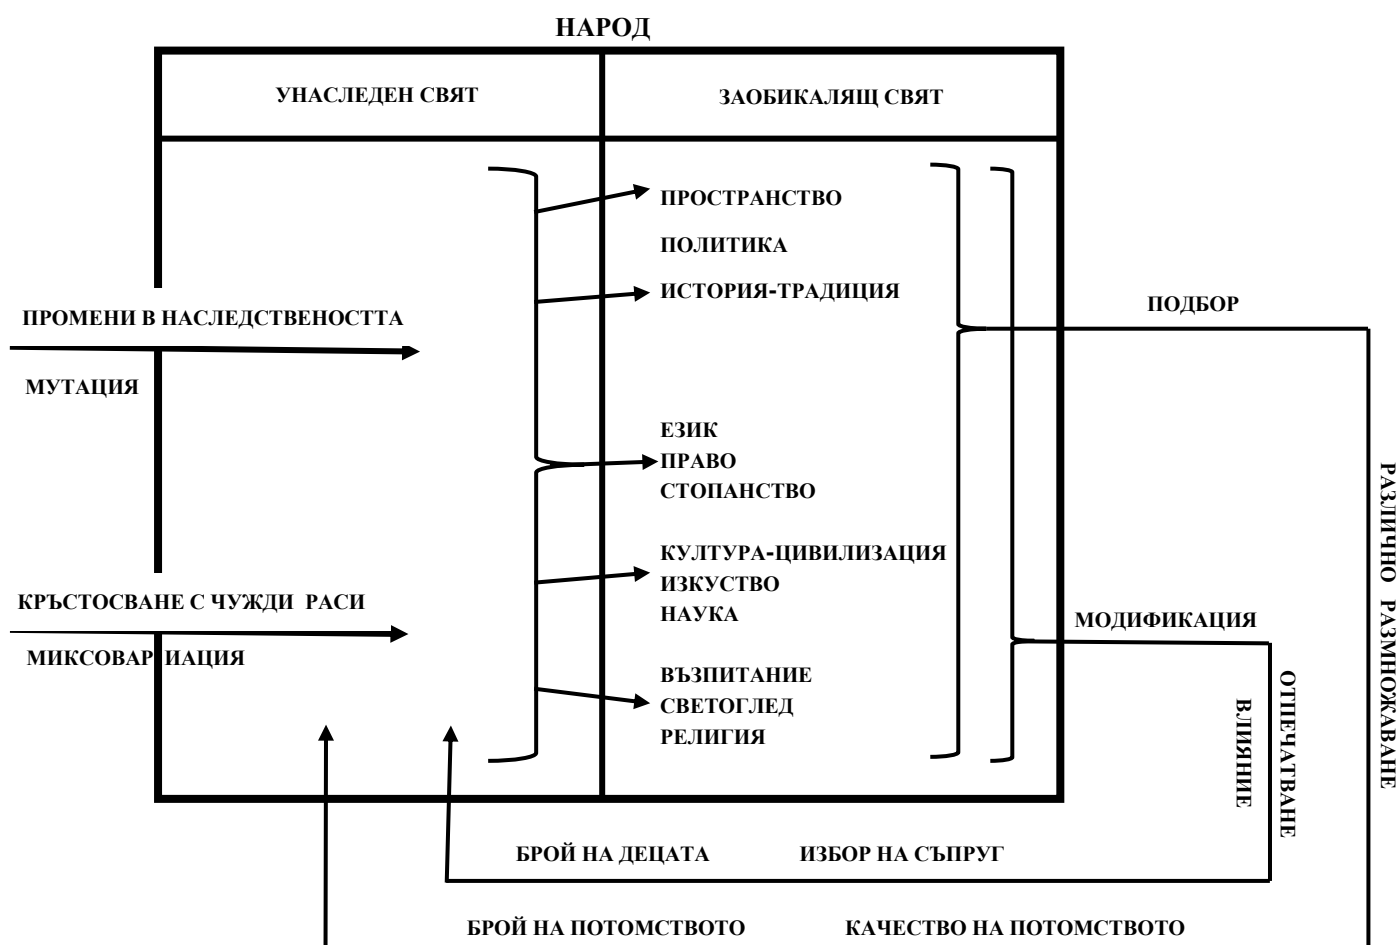 НАРОД
УНАСЛЕДЕН СВЯТ
ЗАОБИКАЛЯЩ СВЯТ
ПРОСТРАНСТВО
ПОЛИТИКА
ИСТОРИЯ-ТРАДИЦИЯ
ПОДБОР
ПРОМЕНИ В НАСЛЕДСТВЕНОСТТА
МУТАЦИЯ
ЕЗИК
ПРАВО
СТОПАНСТВО
КУЛТУРА-ЦИВИЛИЗАЦИЯ
ИЗКУСТВО
НАУКА
КРЪСТОСВАНЕ С ЧУЖДИ РАСИ
МИКСОВАРИАЦИЯ
МОДИФИКАЦИЯ
ВЪЗПИТАНИЕ
СВЕТОГЛЕД
РЕЛИГИЯ
ВЛИЯНИЕ
ОТПЕЧАТВАНЕ
РАЗЛИЧНО РАЗМНОЖАВАНЕ
БРОЙ НА ДЕЦАТА
ИЗБОР НА СЪПРУГ
БРОЙ НА ПОТОМСТВОТО
КАЧЕСТВО НА ПОТОМСТВОТО